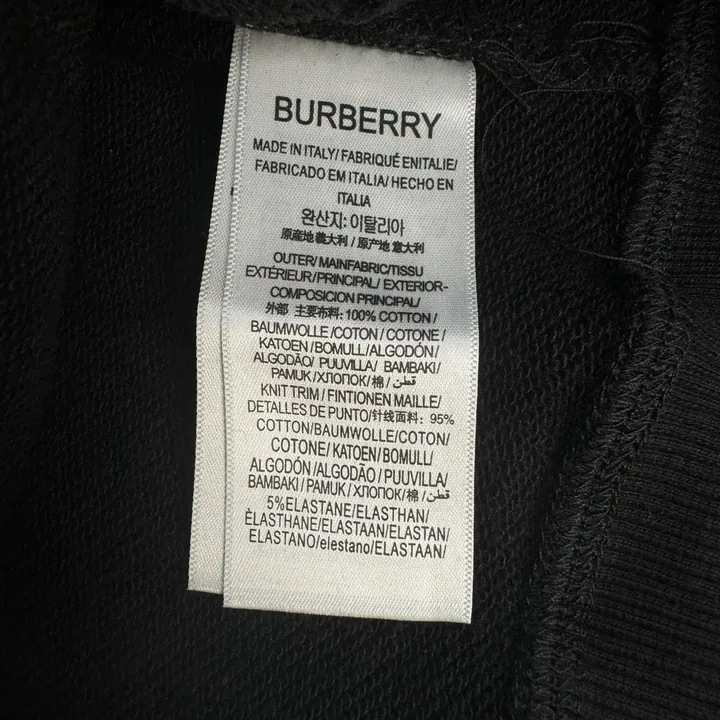 BURBERRY
MADE IN ITALY/ FABRIQUÉ ENITALIE/
FABRICADO EM ITALIA/ HECHO EN
ITALIA
완산지: 이탈리아
原産地 義大利 / 原产地 意大利
OUTER/ MAINFABRIC/TISSU
EXTÉRIEUR/PRINCIPAL/ EXTERIOR-
COMPOSICION PRINCIPAL/
外部 主要布料: 100% COTTON /
BAUMWOLLE /COTON / COTONE /
KATOEN /BOMULL/ALGODÓN/
ALGODÃO/ PUUVILLA/ BAMBAKI/
PAMUK /ХЛОПОК/棉 / قطن
KNIT TRIM / FINTIONEN MAILLE/
DETALLES DE PUNTO/针线面料: 95%
COTTON/BAUMWOLLE/COTON/
COTONE/ KATOEN/BOMULL/
ALGODÓN /ALGODÃO / PUUVILLA/
BAMBAKI / PAMUK / ХЛОПОК/棉 /قطن
5%ELASTANE/ELASTHAN/
ÈLASTHANE/ELASTAAN/ELASTAN/
ELASTANO/elestano/ELASTAAN/